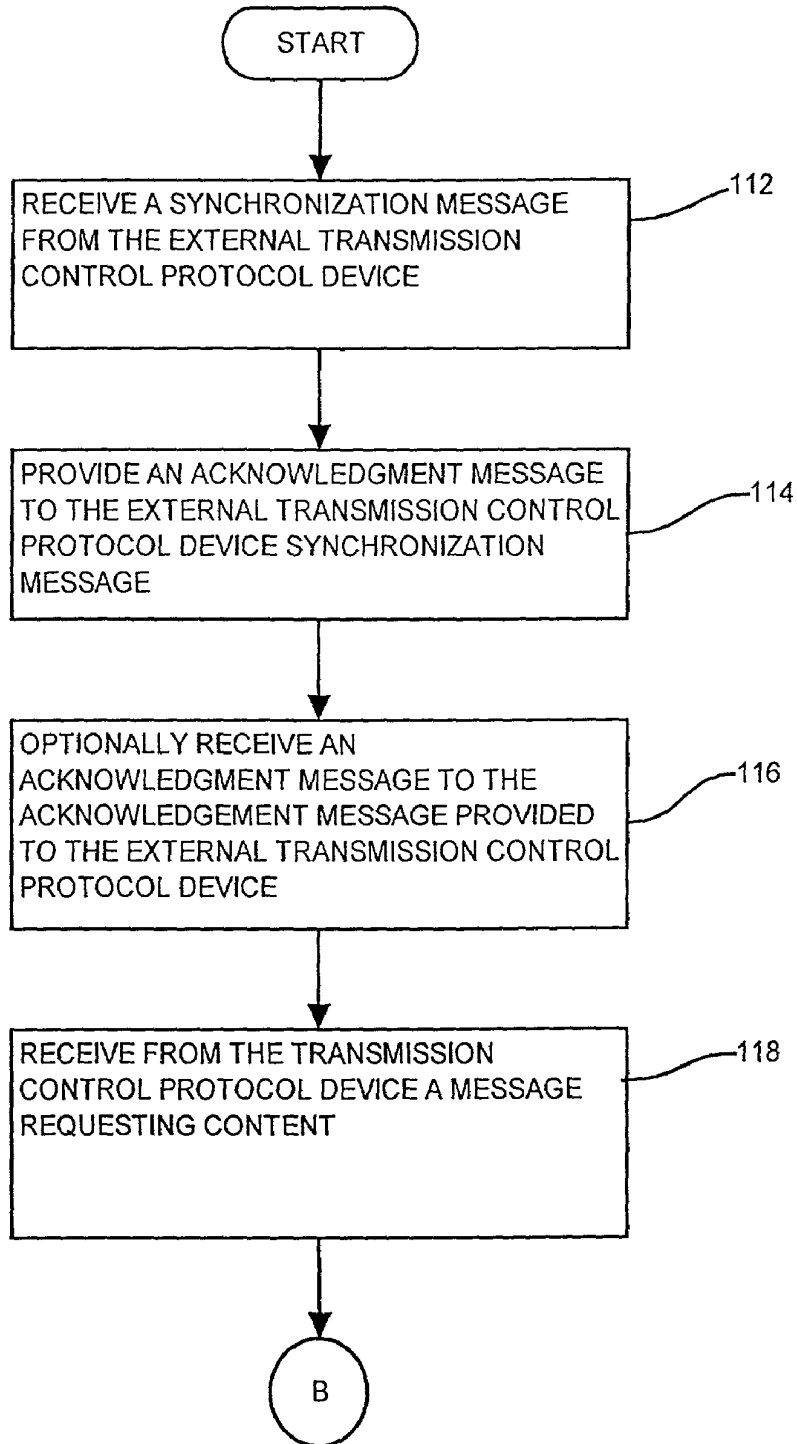 START
RECEIVE A SYNCHRONIZATION MESSAGE
FROM THE EXTERNAL TRANSMISSION
CONTROL PROTOCOL DEVICE
112
PROVIDE AN ACKNOWLEDGMENT MESSAGE
TO THE EXTERNAL TRANSMISSION CONTROL
PROTOCOL DEVICE SYNCHRONIZATION
MESSAGE
114
OPTIONALLY RECEIVE AN
ACKNOWLEDGMENT MESSAGE TO THE
ACKNOWLEDGEMENT MESSAGE PROVIDED
TO THE EXTERNAL TRANSMISSION CONTROL
PROTOCOL DEVICE
116
RECEIVE FROM THE TRANSMISSION
CONTROL PROTOCOL DEVICE A MESSAGE
REQUESTING CONTENT
118
B